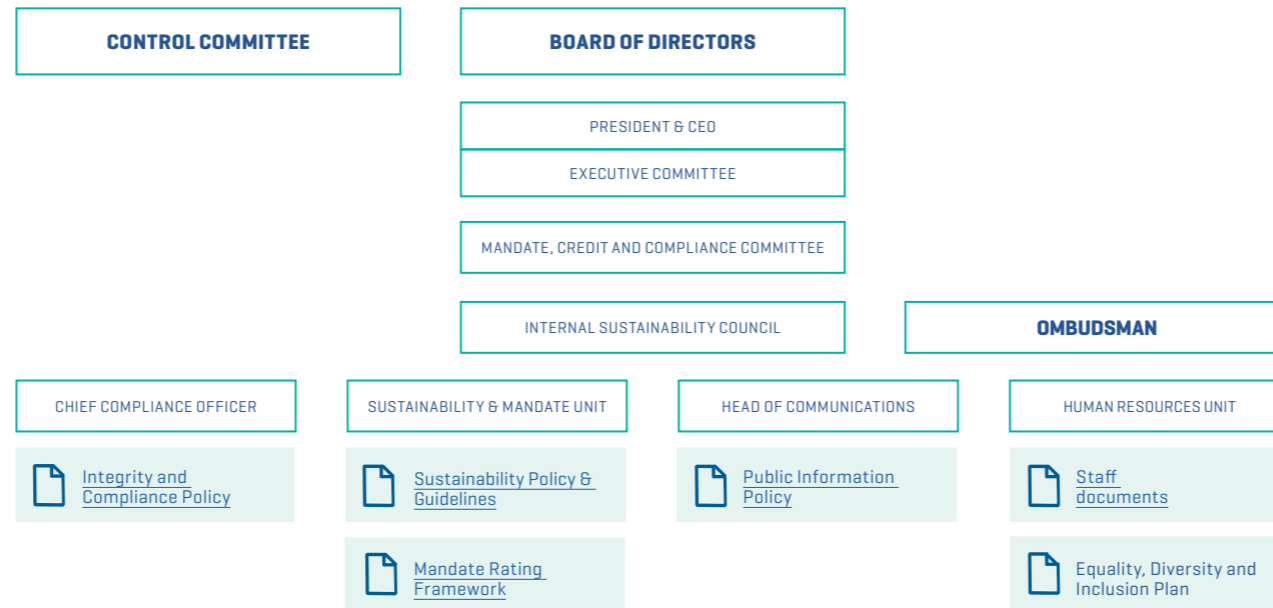 CONTROL COMMITTEE
BOARD OF DIRECTORS
PRESIDENT & CEO
EXECUTIVE COMMITTEE
MANDATE, CREDIT AND COMPLIANCE COMMITTEE
INTERNAL SUSTAINABILITY COUNCIL
OMBUDSMAN
CHIEF COMPLIANCE OFFICER
SUSTAINABILITY & MANDATE UNIT
HEAD OF COMMUNICATIONS
HUMAN RESOURCES UNIT
Integrity and
Compliance Policy
Sustainability Policy &
Guidelines
Public Information
Policy
Staff
documents
Mandate Rating
Framework
Equality, Diversity and
Inclusion Plan